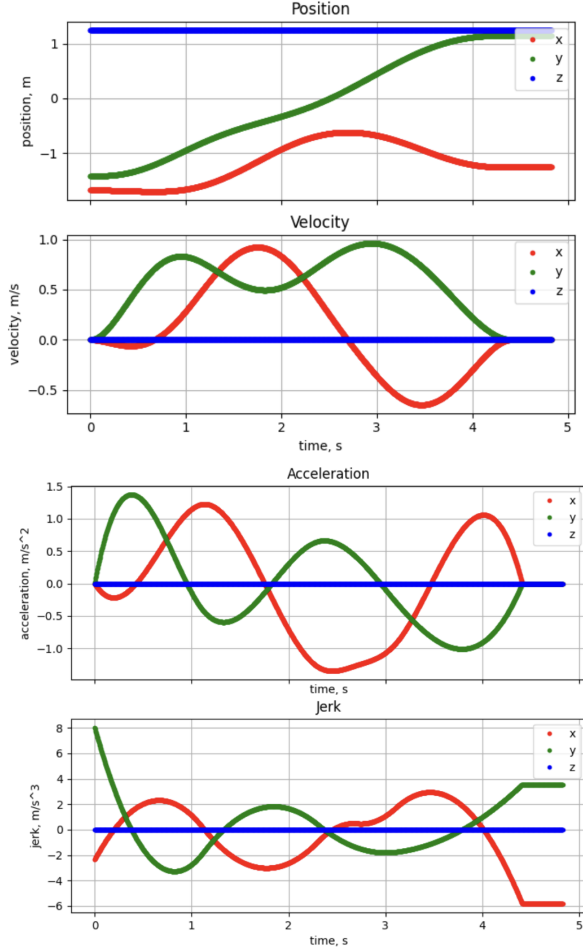 Position
1
0
−1
position, m
x
y
z
Velocity
1.0
0.5
0.0
−0.5
velocity, m/s
x
y
z
0 1 2 3 4 5
time, s
Acceleration
1.5
1.0
0.5
0.0
−0.5
−1.0
acceleration, m/s^2
x
y
z
time, s
Jerk
8
6
4
2
0
−2
−4
−6
jerk, m/s^3
x
y
z
0 1 2 3 4 5
time, s